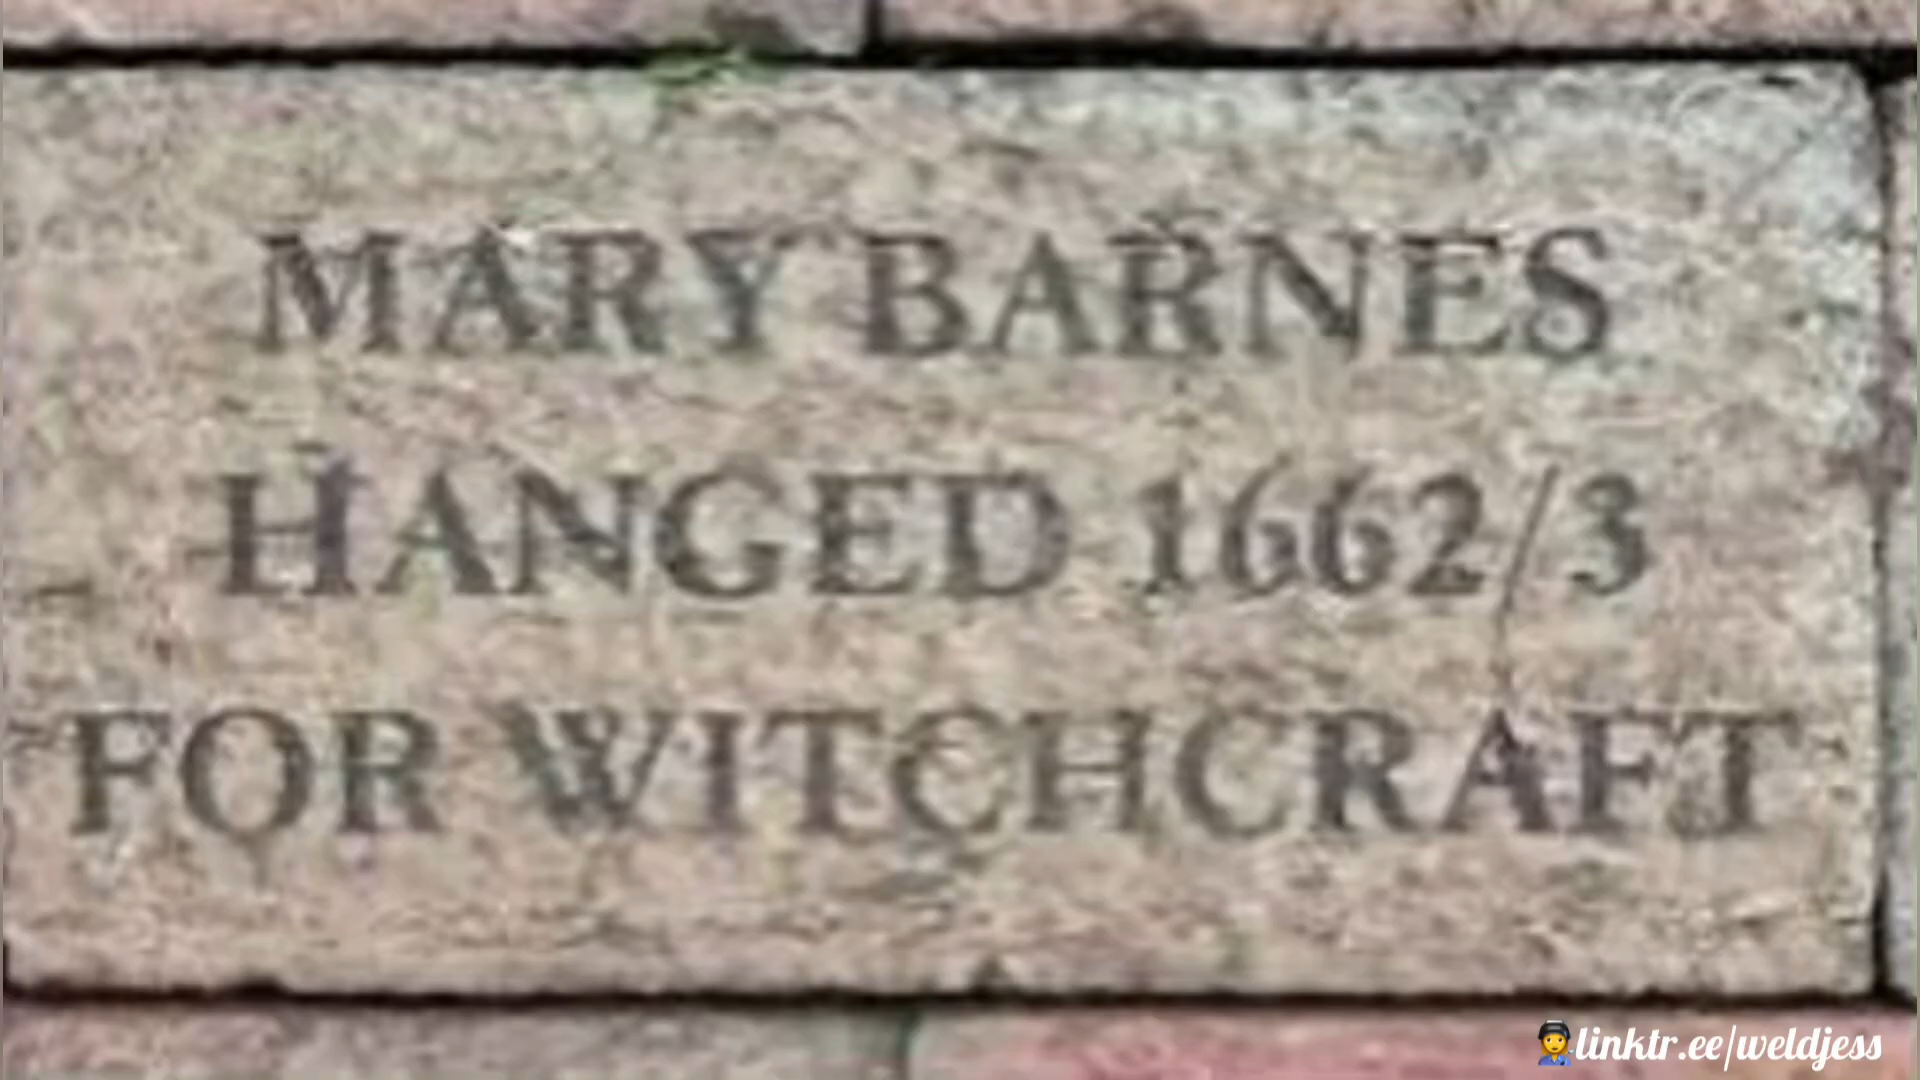 MARY BARNES
HANGED 1662/3
FOR WITCHCRAFT
linktr.ee/weldjess